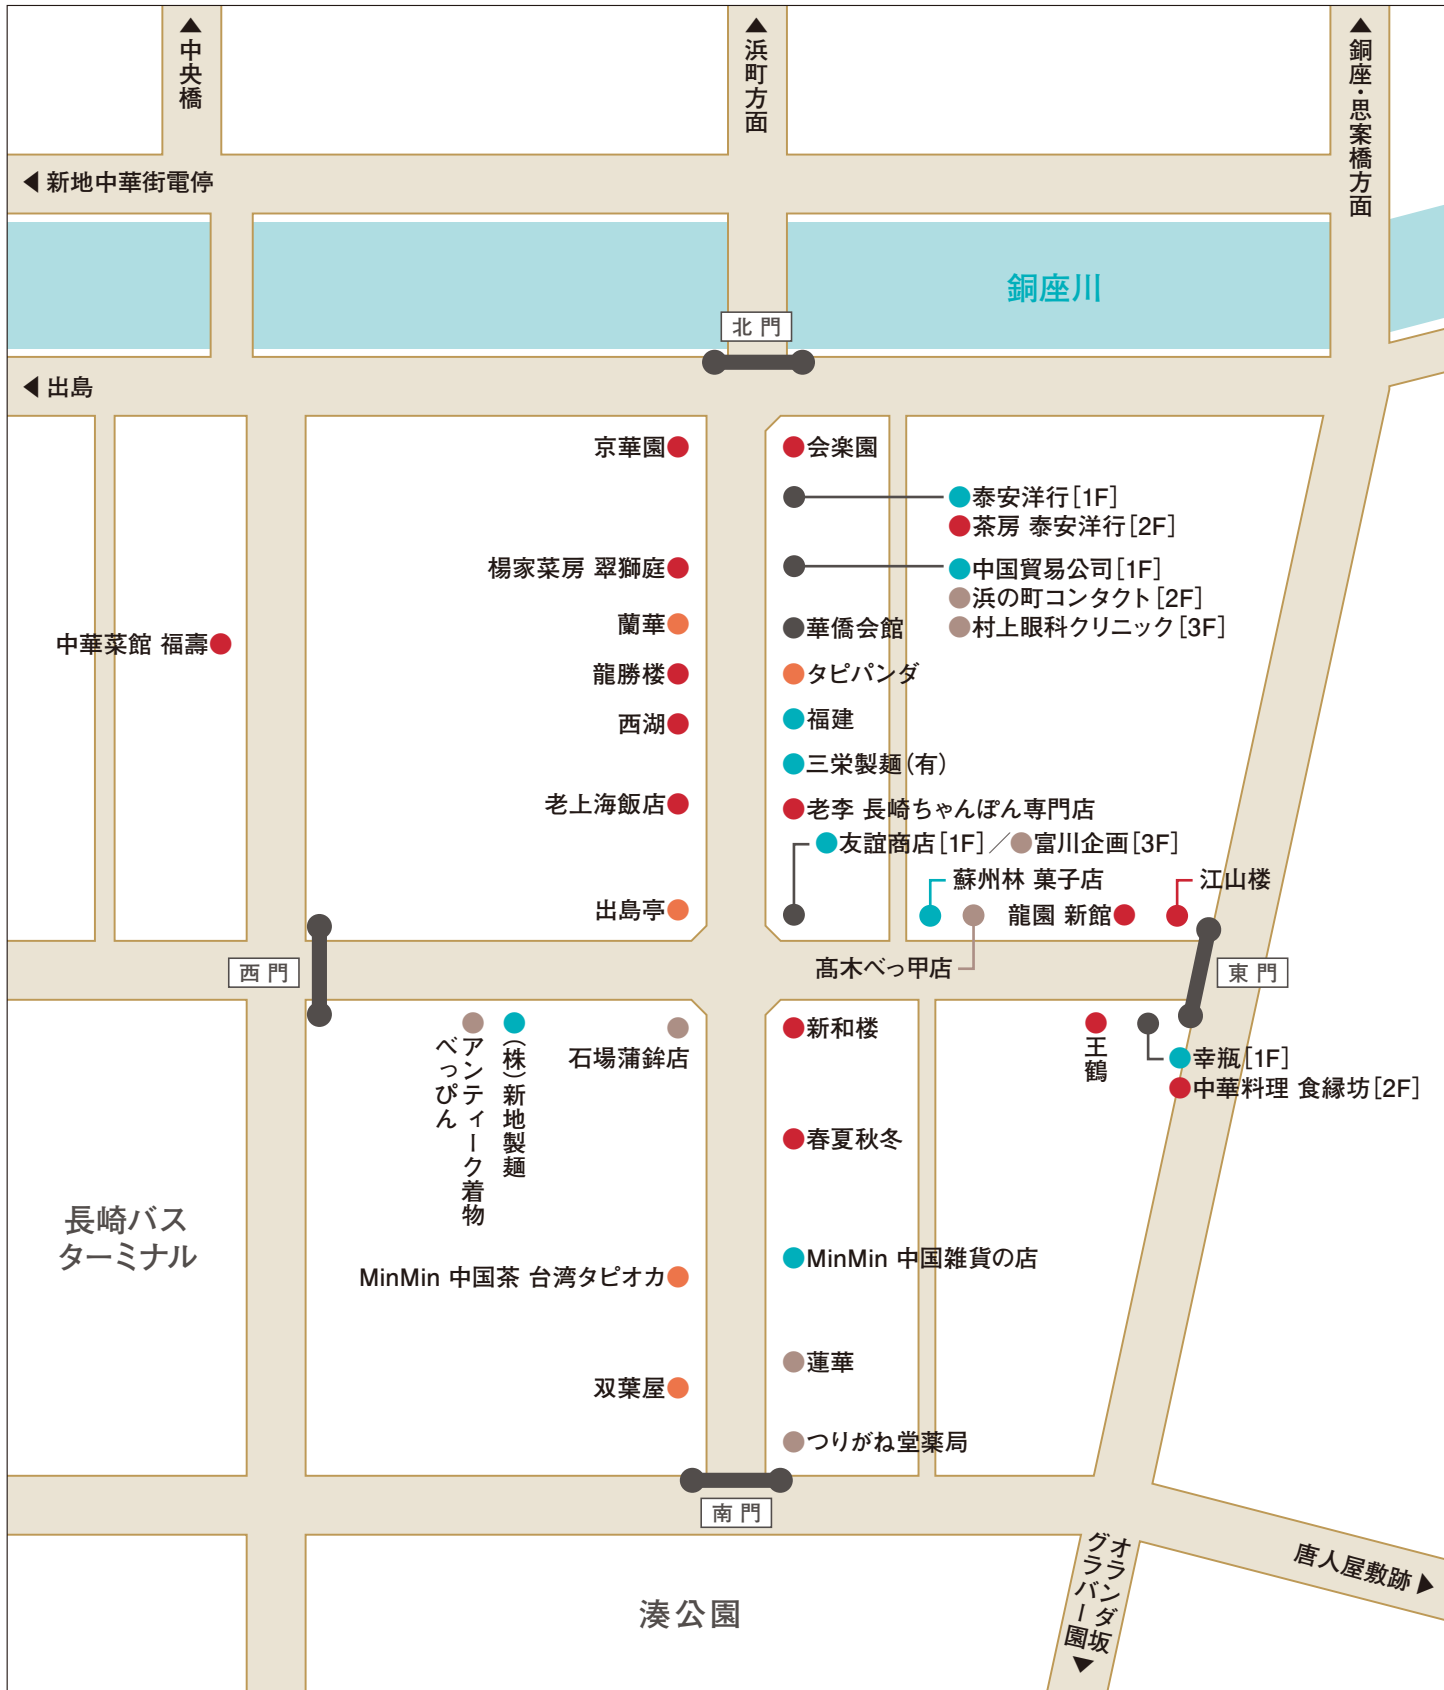 ▲中央橋
▲浜町方面
▲銅座・思案橋方面
◀新地中華街電停
銅座川
北門
◀出島
京華園
会楽園
泰安洋行[1F]
茶房 泰安洋行[2F]
楊家菜房 翠獅庭
中国貿易公司[1F]
浜の町コンタクト[2F]
村上眼科クリニック[3F]
蘭華
華僑会館
中華菜館 福壽
龍勝楼
タピパンダ
西湖
福建
三栄製麺(有)
老上海飯店
老李 長崎ちゃんぽん専門店
友誼商店[1F]／富川企画[3F]
蘇州林 菓子店
江山楼
出島亭
龍園 新館
西門
髙木べっ甲店
東門
アンティーク着物
べっぴん
(株)新地製麺
石場蒲鉾店
新和楼
王鶴
幸瓶[1F]
中華料理 食縁坊[2F]
春夏秋冬
長崎バス
ターミナル
MinMin 中国雑貨の店
MinMin 中国茶 台湾タピオカ
蓮華
双葉屋
つりがね堂薬局
南門
オランダ坂
グラバー園▼
唐人屋敷跡▶
湊公園